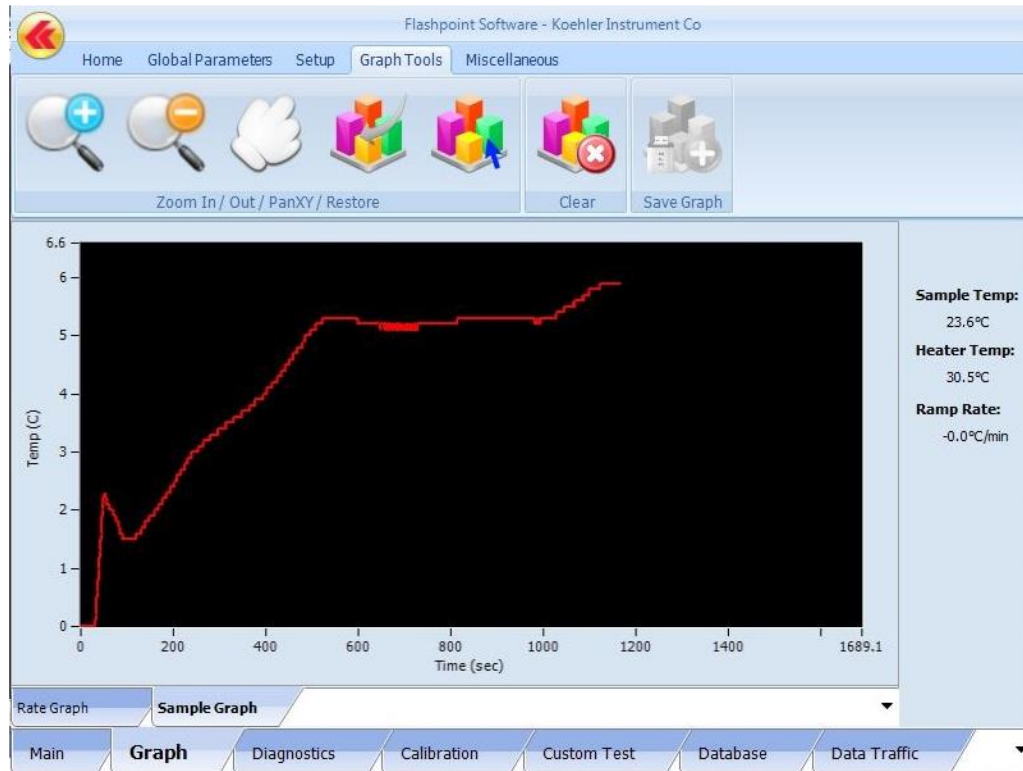 Flashpoint Software - Koehler Instrument Co
Home Global Parameters Setup Graph Tools Miscellaneous
Zoom In / Out / PanXY / Restore Clear Save Graph
6.6
6
5
4
3
2
1
0
Temp (C)
0 200 400 600 800 1000 1200 1400 1689.1
Time (sec)
Sample Temp:
23.6°C
Heater Temp:
30.5°C
Ramp Rate:
-0.0°C/min
Rate Graph Sample Graph
Main Graph Diagnostics Calibration Custom Test Database Data Traffic